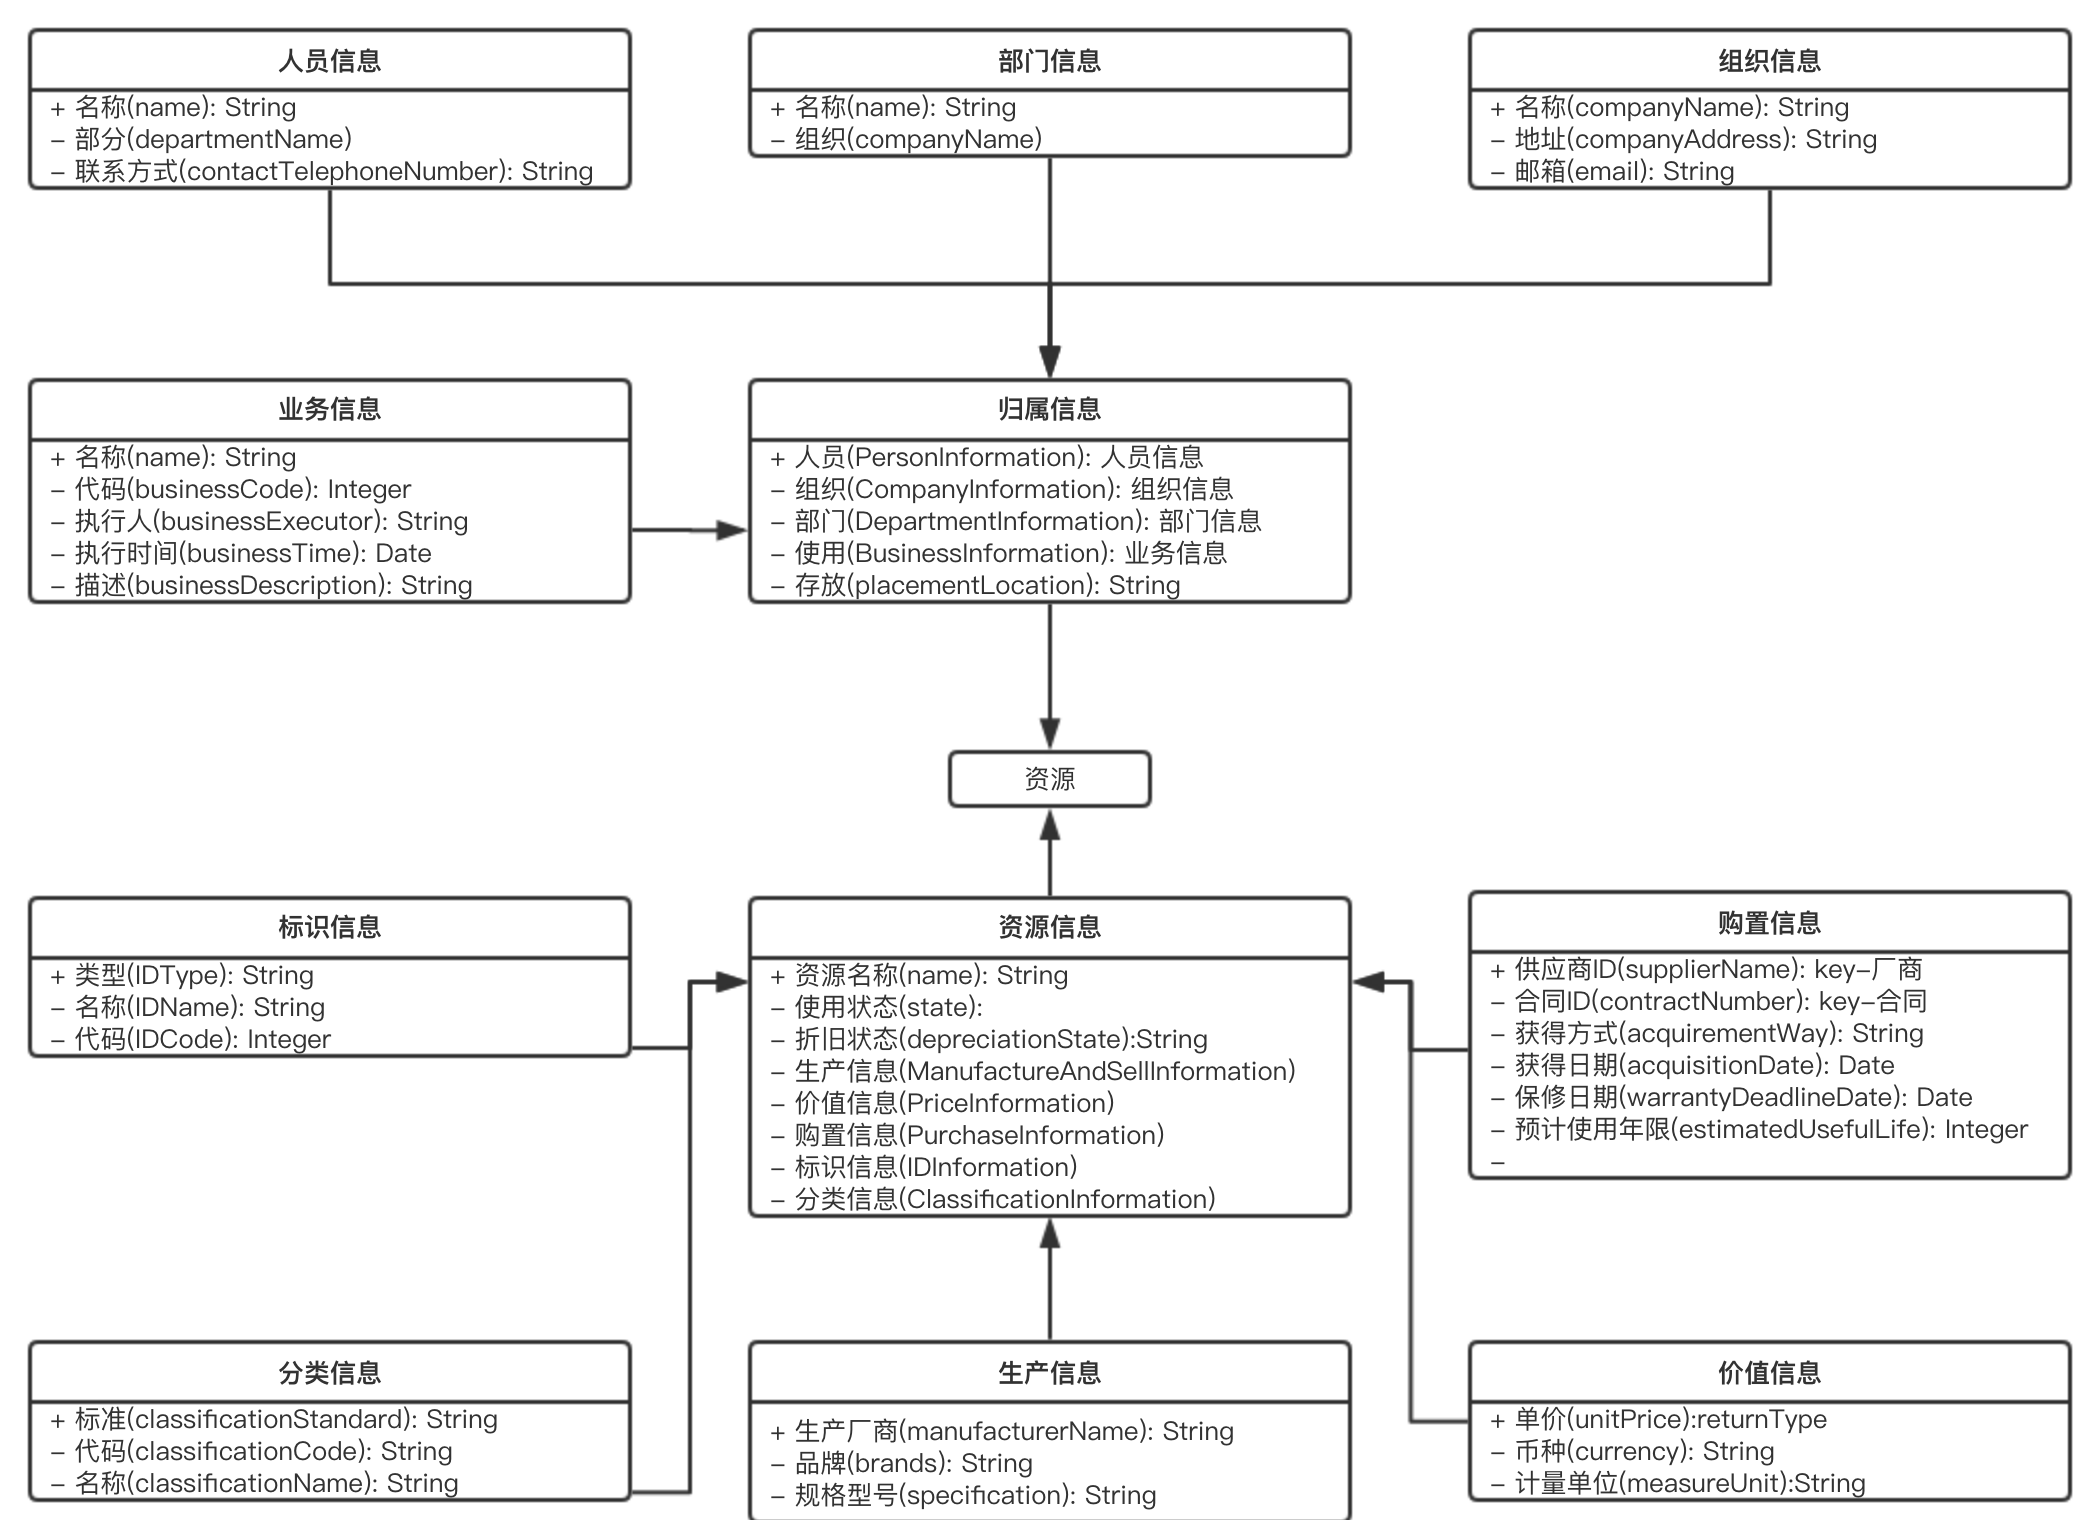 人员信息
+ 名称(name): String
- 部分(departmentName)
- 联系方式(contactTelephoneNumber): String
部门信息
+ 名称(name): String
- 组织(companyName)
组织信息
+ 名称(companyName): String
- 地址(companyAddress): String
- 邮箱(email): String
业务信息
+ 名称(name): String
- 代码(businessCode): Integer
- 执行人(businessExecutor): String
- 执行时间(businessTime): Date
- 描述(businessDescription): String
归属信息
+ 人员(PersonInformation): 人员信息
- 组织(CompanyInformation): 组织信息
- 部门(DepartmentInformation): 部门信息
- 使用(BusinessInformation): 业务信息
- 存放(placementLocation): String
资源
标识信息
+ 类型(IDType): String
- 名称(IDName): String
- 代码(IDCode): Integer
资源信息
+ 资源名称(name): String
- 使用状态(state):
- 折旧状态(depreciationState):String
- 生产信息(ManufactureAndSellInformation)
- 价值信息(PriceInformation)
- 购置信息(PurchaseInformation)
- 标识信息(IDInformation)
- 分类信息(ClassificationInformation)
购置信息
+ 供应商ID(supplierName): key-厂商
- 合同ID(contractNumber): key-合同
- 获得方式(acquirementWay): String
- 获得日期(acquisitionDate): Date
- 保修日期(warrantyDeadlineDate): Date
- 预计使用年限(estimatedUsefulLife): Integer
-
分类信息
+ 标准(classificationStandard): String
- 代码(classificationCode): String
- 名称(classificationName): String
生产信息
+ 生产厂商(manufacturerName): String
- 品牌(brands): String
- 规格型号(specification): String
价值信息
+ 单价(unitPrice):returnType
- 币种(currency): String
- 计量单位(measureUnit):String